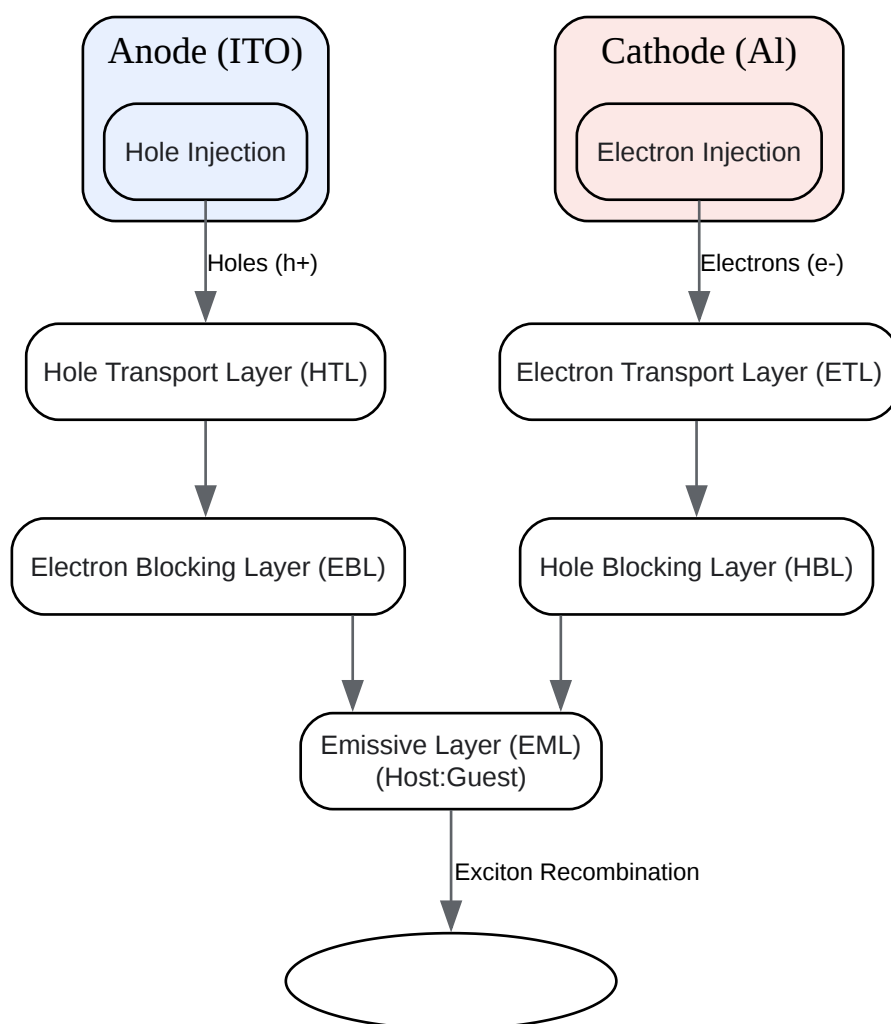 Anode (ITO)
Cathode (Al)
Hole Injection
Electron Injection
Holes (h+)
Electrons (e-)
Hole Transport Layer (HTL)
Electron Transport Layer (ETL)
Electron Blocking Layer (EBL)
Hole Blocking Layer (HBL)
Emissive Layer (EML)
(Host:Guest)
Exciton Recombination